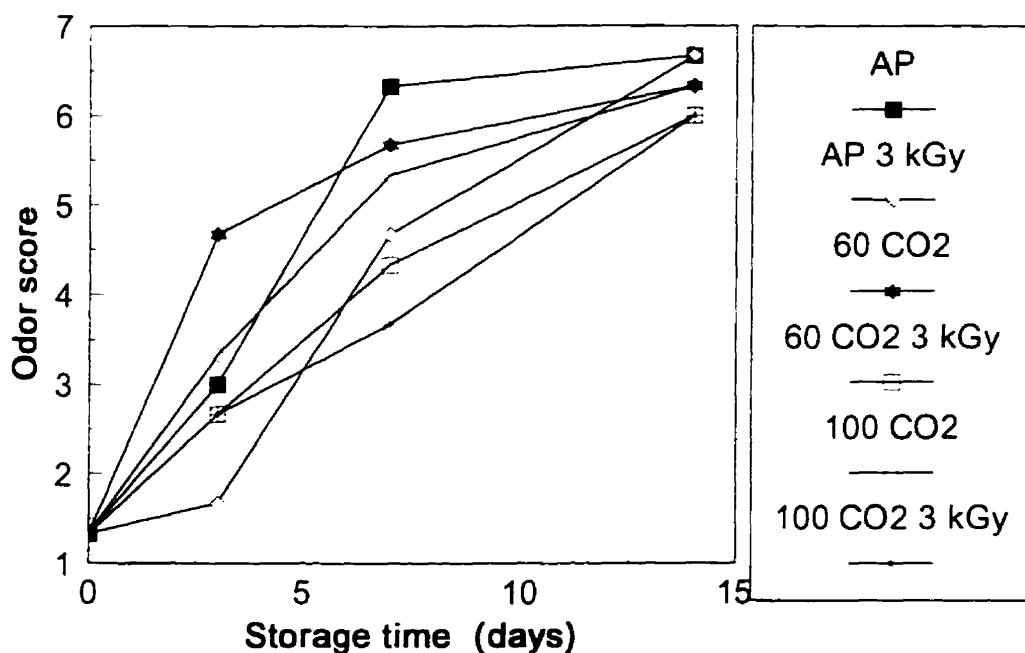 7
6
5
4
3
2
1
Odor score
0
5
10
15
Storage time (days)
AP
AP 3 kGy
60 CO2
60 CO2 3 kGy
100 CO2
100 CO2 3 kGy